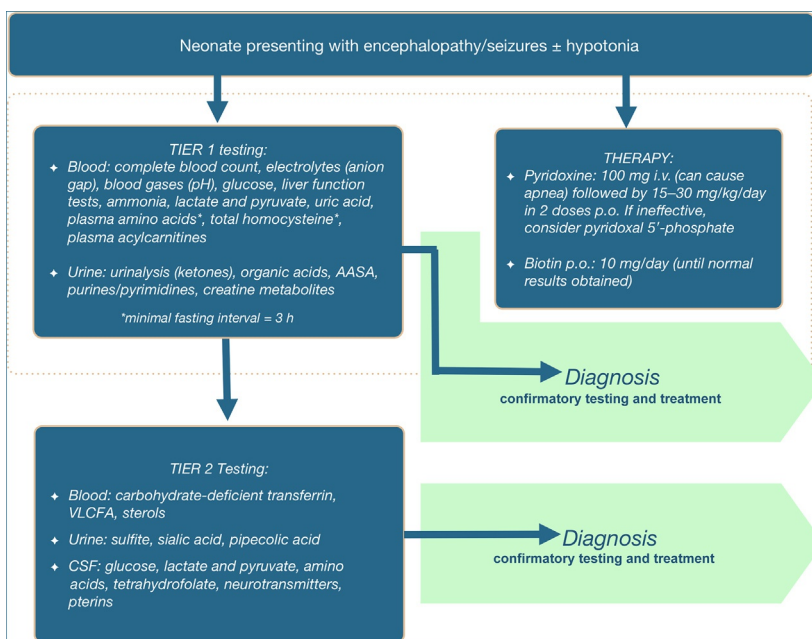 Neonate presenting with encephalopathy/seizures ± hypotonia
TIER 1 testing:
✦ Blood: complete blood count, electrolytes (anion
gap), blood gases (pH), glucose, liver function
tests, ammonia, lactate and pyruvate, uric acid,
plasma amino acids*, total homocysteine*,
plasma acylcarnitines
✦ Urine: urinalysis (ketones), organic acids, AASA,
purines/pyrimidines, creatine metabolites
*minimal fasting interval = 3 h
THERAPY:
✦ Pyridoxine: 100 mg i.v. (can cause
apnea) followed by 15–30 mg/kg/day
in 2 doses p.o. If ineffective,
consider pyridoxal 5'-phosphate
✦ Biotin p.o.: 10 mg/day (until normal
results obtained)
Diagnosis
confirmatory testing and treatment
TIER 2 Testing:
✦ Blood: carbohydrate-deficient transferrin,
VLCFA, sterols
✦ Urine: sulfite, sialic acid, pipecolic acid
✦ CSF: glucose, lactate and pyruvate, amino
acids, tetrahydrofolate, neurotransmitters,
pterins
Diagnosis
confirmatory testing and treatment